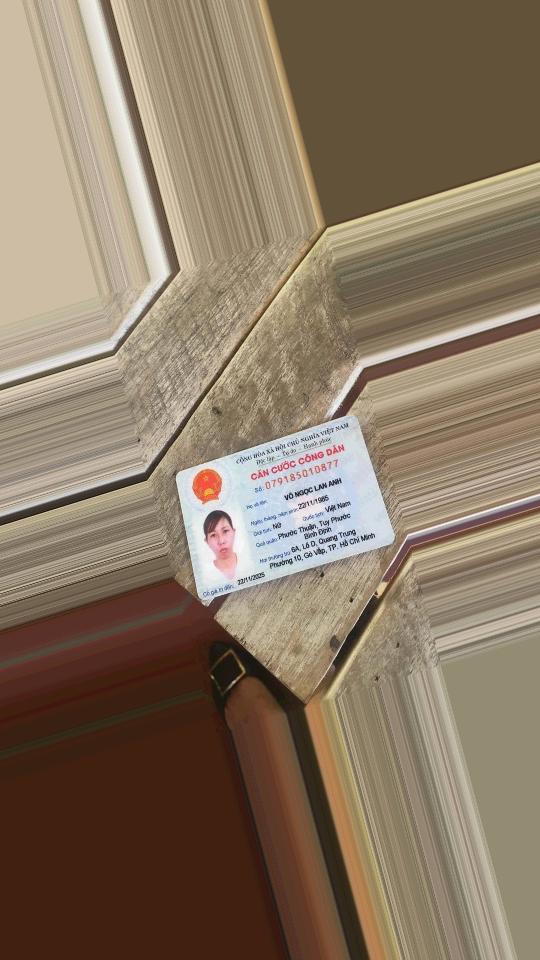 CỘNG HÒA XÃ HỘI CHỦ NGHĨA VIỆT NAM
Độc lập - Tự do - Hạnh phúc
CĂN CƯỚC CÔNG DÂN
Số: 079185010877
Họ và tên:
VÕ NGỌC LAN ANH
Ngày, tháng, năm sinh: 22/11/1985
Giới tính: Nữ Quốc tịch: Việt Nam
Quê quán: Phước Thuận, Tuy Phước
Bình Định
Nơi thường trú: 6A, Lô D, Quang Trung
Phường 10, Gò Vấp, TP. Hồ Chí Minh
Có giá trị đến: 22/11/2025